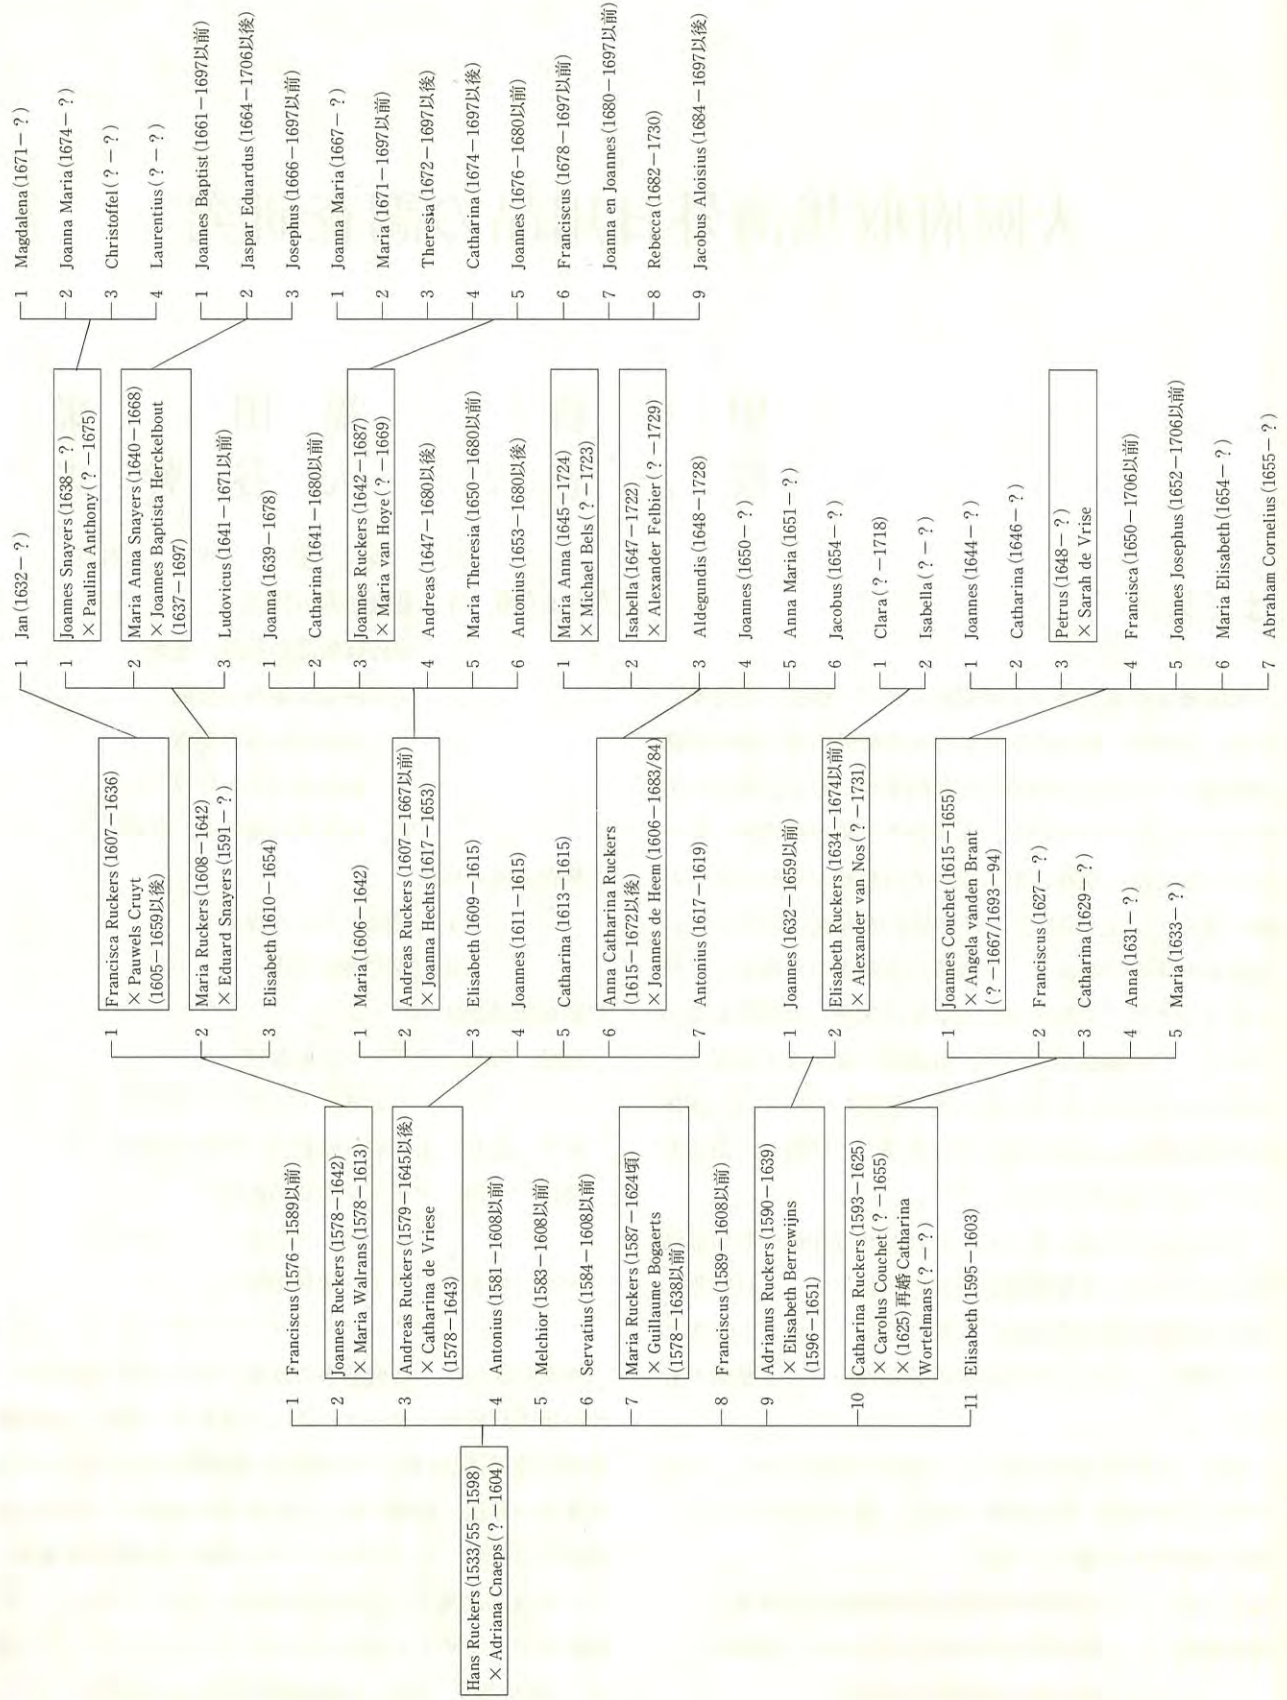 Hans Ruckers (1533/55−1598)
× Adriana Cnaeps (?−1604)
1 Franciscus (1576−1589以前)
2 Joannes Ruckers (1578−1642)
× Maria Walrans (1578−1613)
3 Andreas Ruckers (1579−1645以後)
× Catharina de Vriese
(1578−1643)
4 Antonius (1581−1608以前)
5 Melchior (1583−1608以前)
6 Servatius (1584−1608以前)
7 Maria Ruckers (1587−1624頃)
× Guillaume Bogaerts
(1578−1638以前)
8 Franciscus (1589−1608以前)
9 Adrianus Ruckers (1590−1639)
× Elisabeth Berrewijns
(1596−1651)
10 Catharina Ruckers (1593−1625)
× Carolus Couchet (?−1655)
× (1625) 再婚 Catharina
Wortelmans (?−?)
11 Elisabeth (1595−1603)
1 Francisca Ruckers (1607−1636)
× Pauwels Cruyt
(1605−1659以後)
2 Maria Ruckers (1608−1642)
× Eduard Snayers (1591−?)
3 Elisabeth (1610−1654)
1 Maria (1606−1642)
2 Andreas Ruckers (1607−1667以前)
× Joanna Hechts (1617−1653)
3 Elisabeth (1609−1615)
4 Joannes (1611−1615)
5 Catharina (1613−1615)
6 Anna Catharina Ruckers
(1615−1672以後)
× Joannes de Heem (1606−1683/84)
7 Antonius (1617−1619)
1 Joannes (1632−1659以前)
2 Elisabeth Ruckers (1634−1674以前)
× Alexander van Nos (?−1731)
1 Joannes Couchet (1615−1655)
× Angela vanden Brant
(?−1667/1693−94)
2 Franciscus (1627−?)
3 Catharina (1629−?)
4 Anna (1631−?)
5 Maria (1633−?)
1 Jan (1632−?)
1 Joannes Snayers (1638−?)
× Paulina Anthony (?−1675)
2 Maria Anna Snayers (1640−1668)
× Joannes Baptista Herckelbout
(1637−1697)
3 Ludovicus (1641−1671以前)
1 Joanna (1639−1678)
2 Catharina (1641−1680以前)
3 Joannes Ruckers (1642−1687)
× Maria van Hoye (?−1669)
4 Andreas (1647−1680以後)
5 Maria Theresia (1650−1680以前)
6 Antonius (1653−1680以後)
1 Maria Anna (1645−1724)
× Michael Bels (?−1723)
2 Isabella (1647−1722)
× Alexander Felbier (?−1729)
3 Aldegundis (1648−1728)
4 Joannes (1650−?)
5 Anna Maria (1651−?)
6 Jacobus (1654−?)
1 Clara (?−1718)
2 Isabella (?−?)
1 Joannes (1644−?)
2 Catharina (1646−?)
3 Petrus (1648−?)
× Sarah de Vrise
4 Francisca (1650−1706以前)
5 Joannes Josephus (1652−1706以前)
6 Maria Elisabeth (1654−?)
7 Abraham Cornelius (1655−?)
1 Magdalena (1671−?)
2 Joanna Maria (1674−?)
3 Christoffel (?−?)
4 Laurentius (?−?)
1 Joannes Baptist (1661−1697以前)
2 Jaspar Eduardus (1664−1706以後)
3 Josephus (1666−1697以前)
1 Joanna Maria (1667−?)
2 Maria (1671−1697以前)
3 Theresia (1672−1697以後)
4 Catharina (1674−1697以後)
5 Joannes (1676−1680以前)
6 Franciscus (1678−1697以前)
7 Joanna en Joannes (1680−1697以前)
8 Rebecca (1682−1730)
9 Jacobus Aloisius (1684−1697以後)